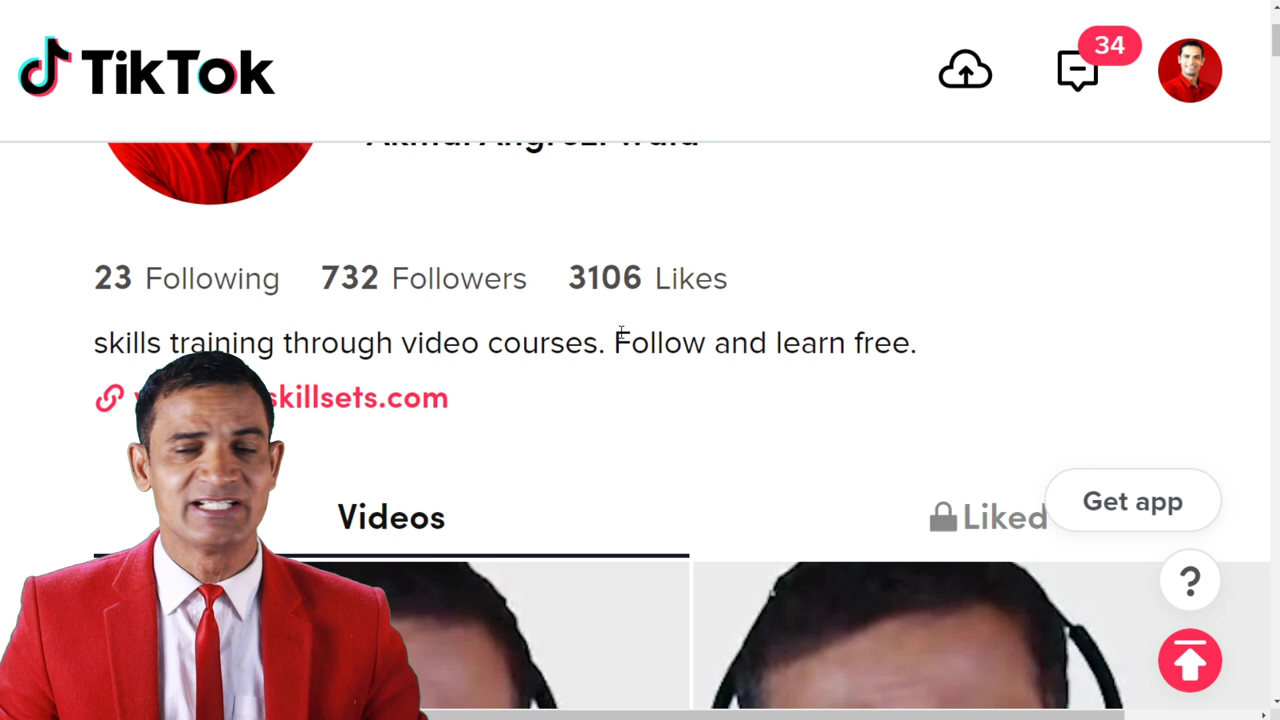 TikTok
34
23 Following 732 Followers 3106 Likes
skills training through video courses. Follow and learn free.
skillsets.com
Get app
Videos
Liked
?